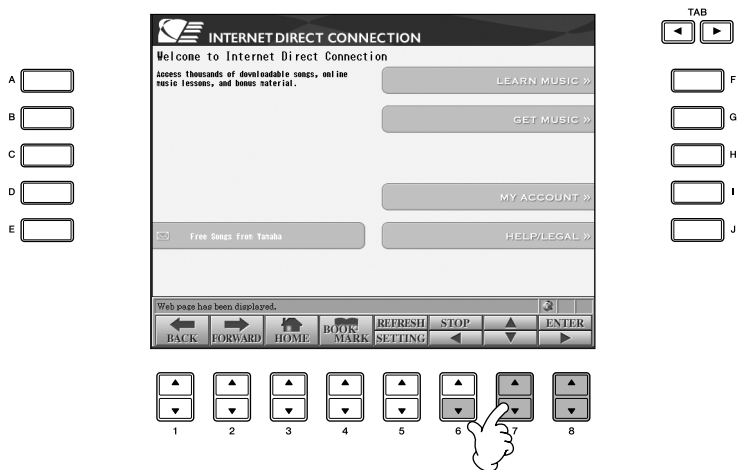 TAB
INTERNET DIRECT CONNECTION
Welcome to Internet Direct Connection
Access thousands of downloadable songs, online
music lessons, and bonus material.
LEARN MUSIC »
GET MUSIC »
MY ACCOUNT »
Free Songs from Yamaha
HELP/LEGAL »
A
B
C
D
E
F
G
H
I
J
Web page has been displayed.
BACK
FORWARD
HOME
BOOK
MARK
REFRESH
SETTING
STOP
ENTER
1 2 3 4 5 6 7 8